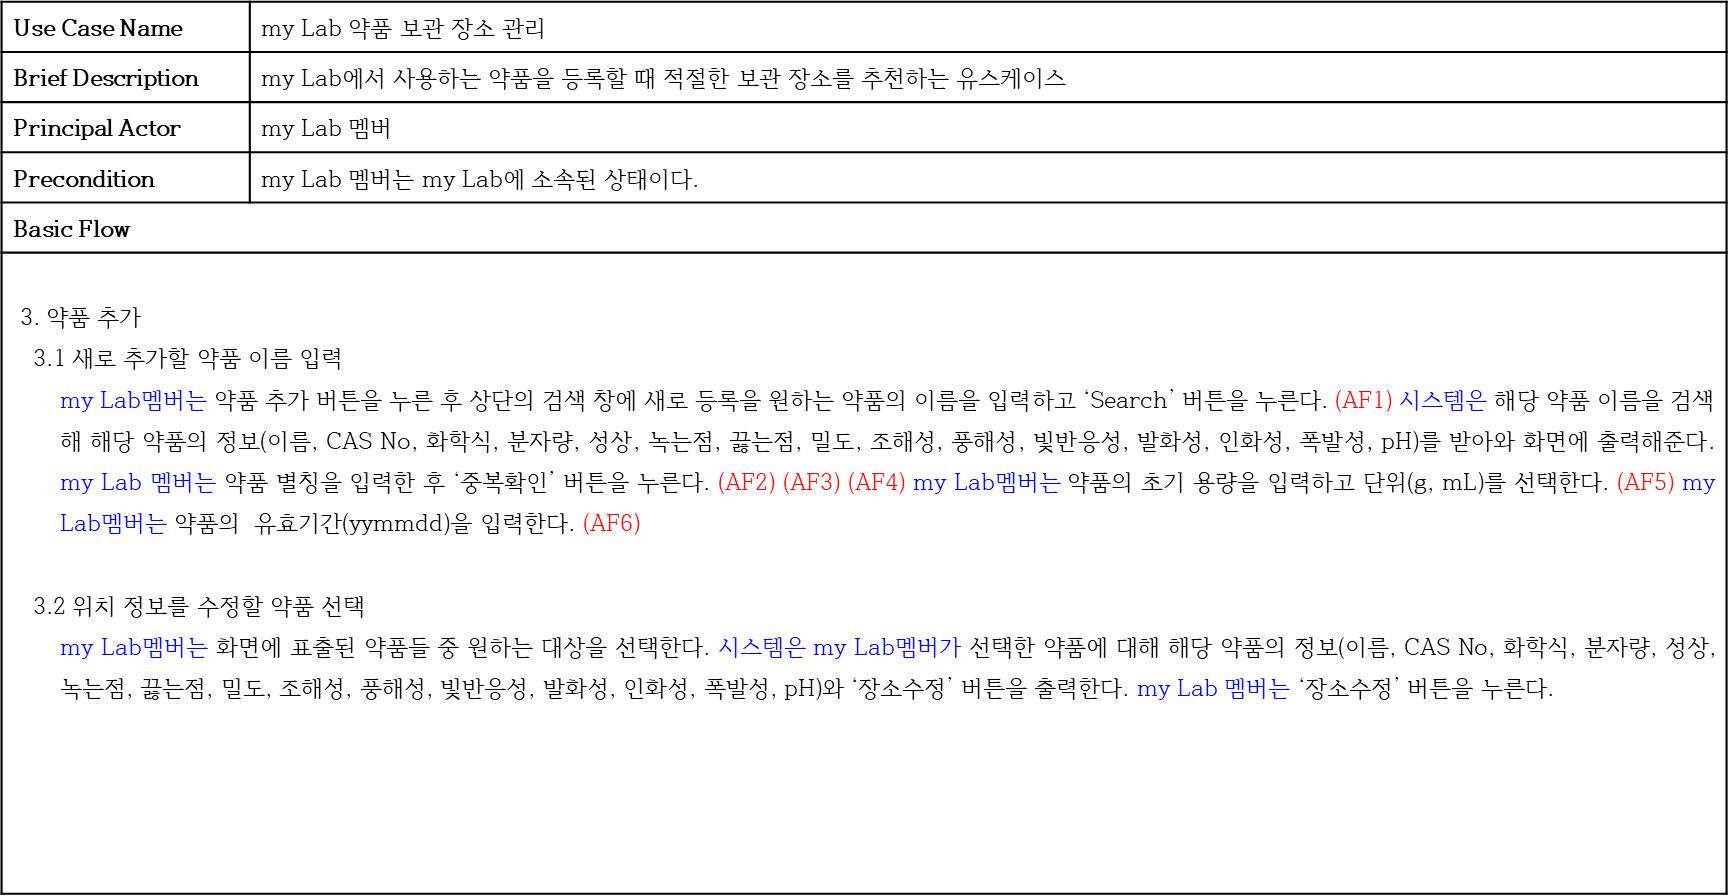 Use Case Name my Lab 약품 보관 장소 관리
Brief Description my Lab에서 사용하는 약품을 등록할 때 적절한 보관 장소를 추천하는 유스케이스
Principal Actor my Lab 멤버
Precondition my Lab 멤버는 my Lab에 소속된 상태이다.
Basic Flow
3. 약품 추가
3.1 새로 추가할 약품 이름 입력
my Lab멤버는 약품 추가 버튼을 누른 후 상단의 검색 창에 새로 등록을 원하는 약품의 이름을 입력하고 ‘Search’ 버튼을 누른다. (AF1) 시스템은 해당 약품 이름을 검색
해 해당 약품의 정보(이름, CAS No, 화학식, 분자량, 성상, 녹는점, 끓는점, 밀도, 조해성, 풍해성, 빛반응성, 발화성, 인화성, 폭발성, pH)를 받아와 화면에 출력해준다.
my Lab 멤버는 약품 별칭을 입력한 후 ‘중복확인’ 버튼을 누른다. (AF2) (AF3) (AF4) my Lab멤버는 약품의 초기 용량을 입력하고 단위(g, mL)를 선택한다. (AF5) my
Lab멤버는 약품의 유효기간(yymmdd)을 입력한다. (AF6)
3.2 위치 정보를 수정할 약품 선택
my Lab멤버는 화면에 표출된 약품들 중 원하는 대상을 선택한다. 시스템은 my Lab멤버가 선택한 약품에 대해 해당 약품의 정보(이름, CAS No, 화학식, 분자량, 성상,
녹는점, 끓는점, 밀도, 조해성, 풍해성, 빛반응성, 발화성, 인화성, 폭발성, pH)와 ‘장소수정’ 버튼을 출력한다. my Lab 멤버는 ‘장소수정’ 버튼을 누른다.